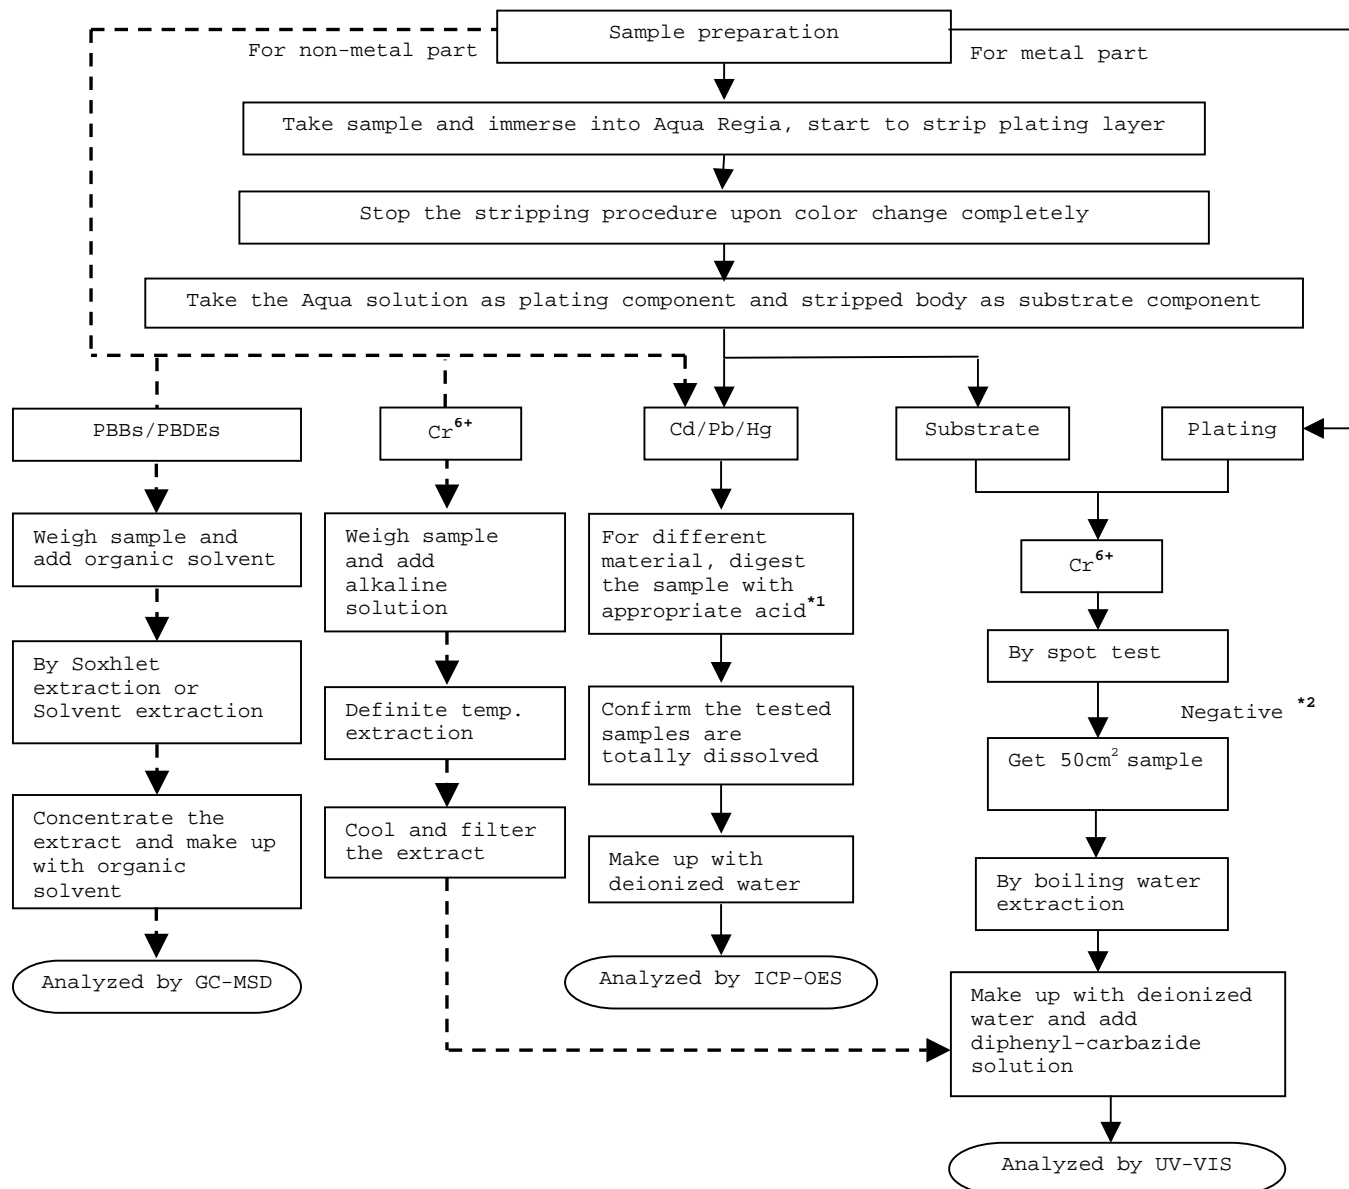 Sample preparation
For non-metal part
For metal part
Take sample and immerse into Aqua Regia, start to strip plating layer
Stop the stripping procedure upon color change completely
Take the Aqua solution as plating component and stripped body as substrate component
PBBs/PBDEs
Cr6+
Cd/Pb/Hg
Substrate
Plating
Weigh sample and
add organic solvent
By Soxhlet
extraction or
Solvent extraction
Concentrate the
extract and make up
with organic
solvent
Analyzed by GC-MSD
Weigh sample
and add
alkaline
solution
Definite temp.
extraction
Cool and filter
the extract
For different
material, digest
the sample with
appropriate acid*1
Confirm the tested
samples are
totally dissolved
Make up with
deionized water
Analyzed by ICP-OES
Cr6+
By spot test
Negative *2
Get 50cm2 sample
By boiling water
extraction
Make up with deionized
water and add
diphenyl-carbazide
solution
Analyzed by UV-VIS